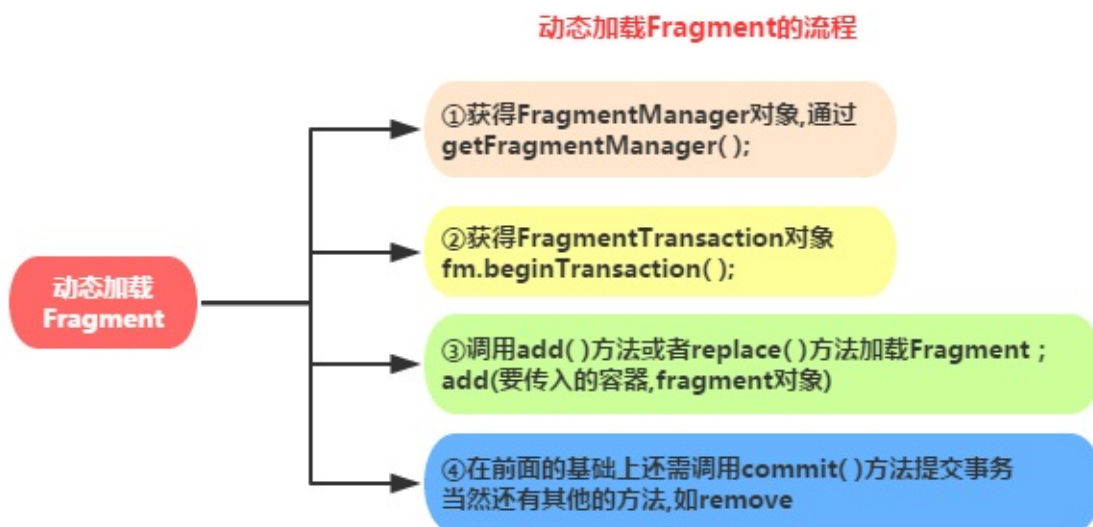 动态加载Fragment的流程
①获得FragmentManager对象,通过
getFragmentManager( );
②获得FragmentTransaction对象
fm.beginTransaction( );
动态加载
Fragment
③调用add( )方法或者replace( )方法加载Fragment；
add(要传入的容器,fragment对象)
④在前面的基础上还需调用commit( )方法提交事务
当然还有其他的方法,如remove